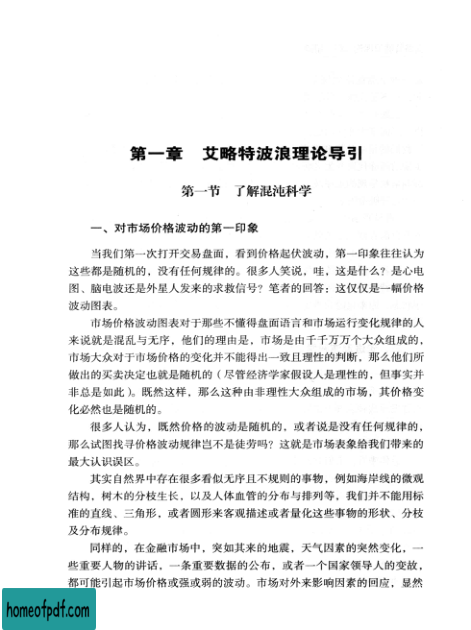 第一章 艾略特波浪理论导引
第一节 了解混沌科学
一、对市场价格波动的第一印象
当我们第一次打开交易盘面，看到价格起伏波动，第一印象往往认为
这些都是随机的，没有任何规律的。很多人笑说，哇，这是什么？是心电
图、脑电波还是外星人发来的求救信号？笔者的回答：这仅仅是一幅价格
波动图表。
市场价格波动图表对于那些不懂得盘面语言和市场运行变化规律的人
来说就是混乱与无序，他们的理由是，市场是由千千万万个大众组成的，
市场大众对于市场价格的变化并不能得出一致且理性的判断，那么他们所
做出的买卖决定也就是随机的（尽管经济学家假设人是理性的，但事实并
非总是如此）。既然这样，那么这种由非理性大众组成的市场，其价格变
化必然也是随机的。
很多人认为，既然价格的波动是随机的，或者说是没有任何规律的，
那么试图找寻价格波动规律岂不是徒劳吗？这就是市场表象给我们带来的
最大认识误区。
其实自然界中存在很多看似无序且不规则的事物，例如海岸线的微观
结构，树木的分枝生长，以及人体血管的分布与排列等，我们并不能用标
准的直线、三角形，或者圆形来客观描述或者量化这些事物的形状、分枝
及分布规律。
同样的，在金融市场中，突如其来的地震，天气因素的突然变化，一
些重要人物的讲话，一条重要数据的公布，或者一个国家领导人的变故，
都可能引起市场价格或强或弱的波动。市场对外来影响因素的回应，显然
homeofpdf.com